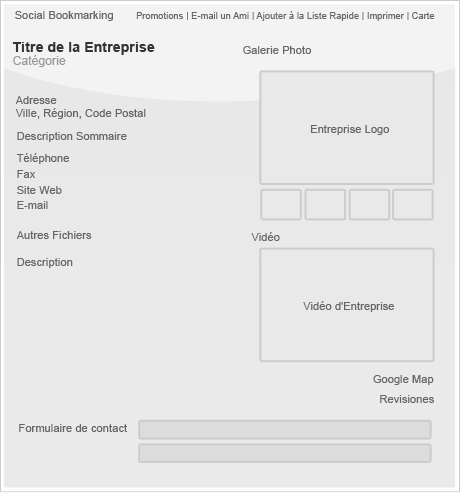 Social Bookmarking
Promotions | E-mail un Ami | Ajouter à la Liste Rapide | Imprimer | Carte
Titre de la Entreprise
Catégorie
Galerie Photo
Adresse
Ville, Région, Code Postal
Description Sommaire
Téléphone
Fax
Site Web
E-mail
Entreprise Logo
Autres Fichiers
Description
Vidéo
Vidéo d'Entreprise
Google Map
Revisiones
Formulaire de contact